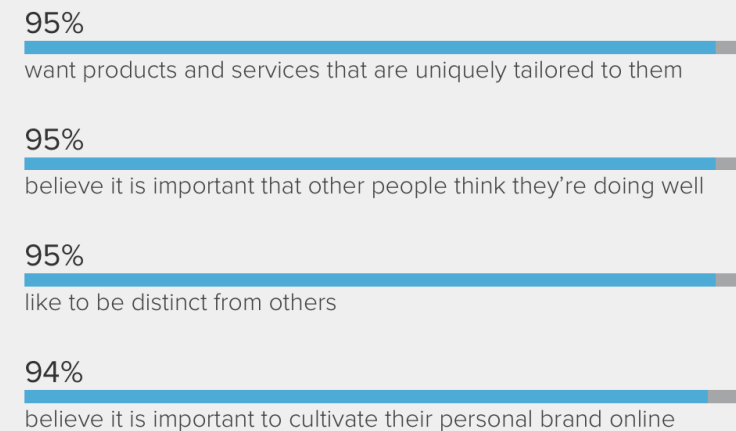 95%
want products and services that are uniquely tailored to them
95%
believe it is important that other people think they’re doing well
95%
like to be distinct from others
94%
believe it is important to cultivate their personal brand online